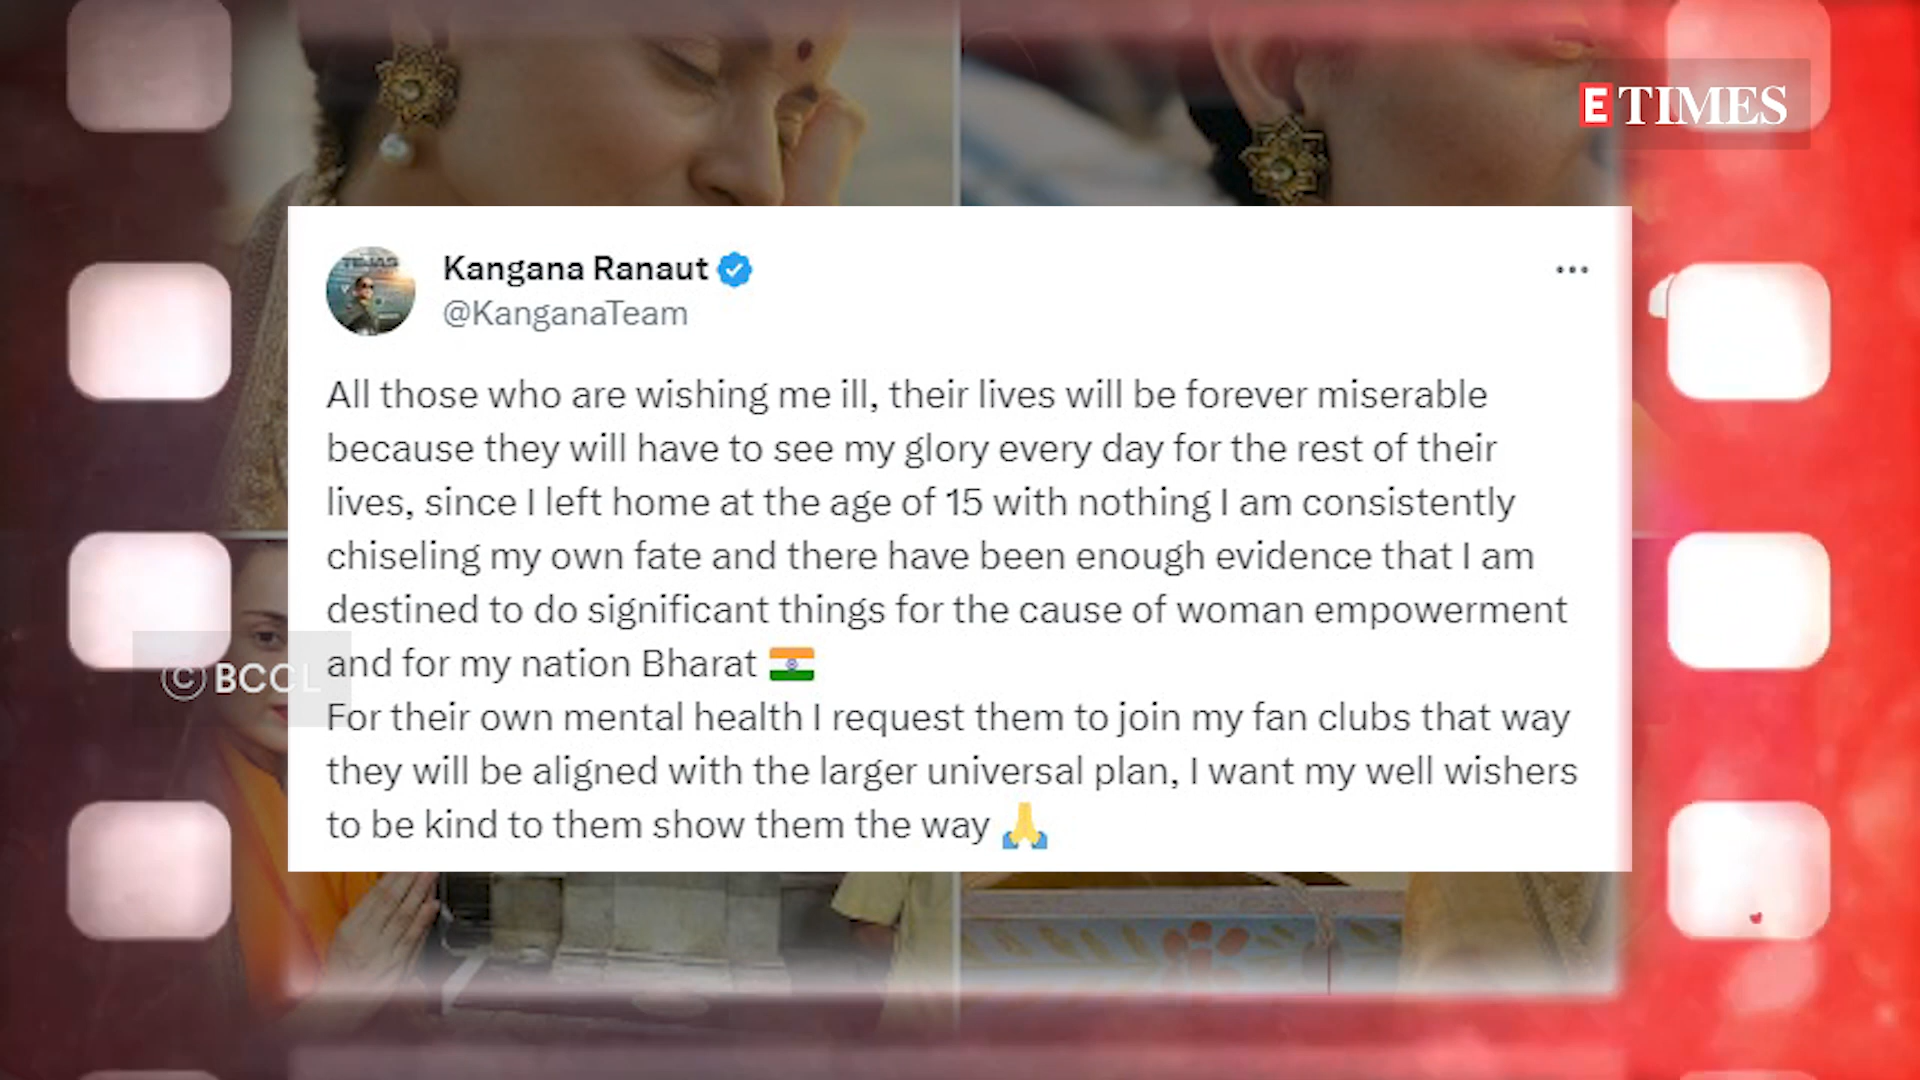 ETIMES
TEJAS
Kangana Ranaut
@KanganaTeam
All those who are wishing me ill, their lives will be forever miserable
because they will have to see my glory every day for the rest of their
lives, since I left home at the age of 15 with nothing I am consistently
chiseling my own fate and there have been enough evidence that I am
destined to do significant things for the cause of woman empowerment
and for my nation Bharat 🇮🇳
For their own mental health I request them to join my fan clubs that way
they will be aligned with the larger universal plan, I want my well wishers
to be kind to them show them the way 🙏
© BCCL